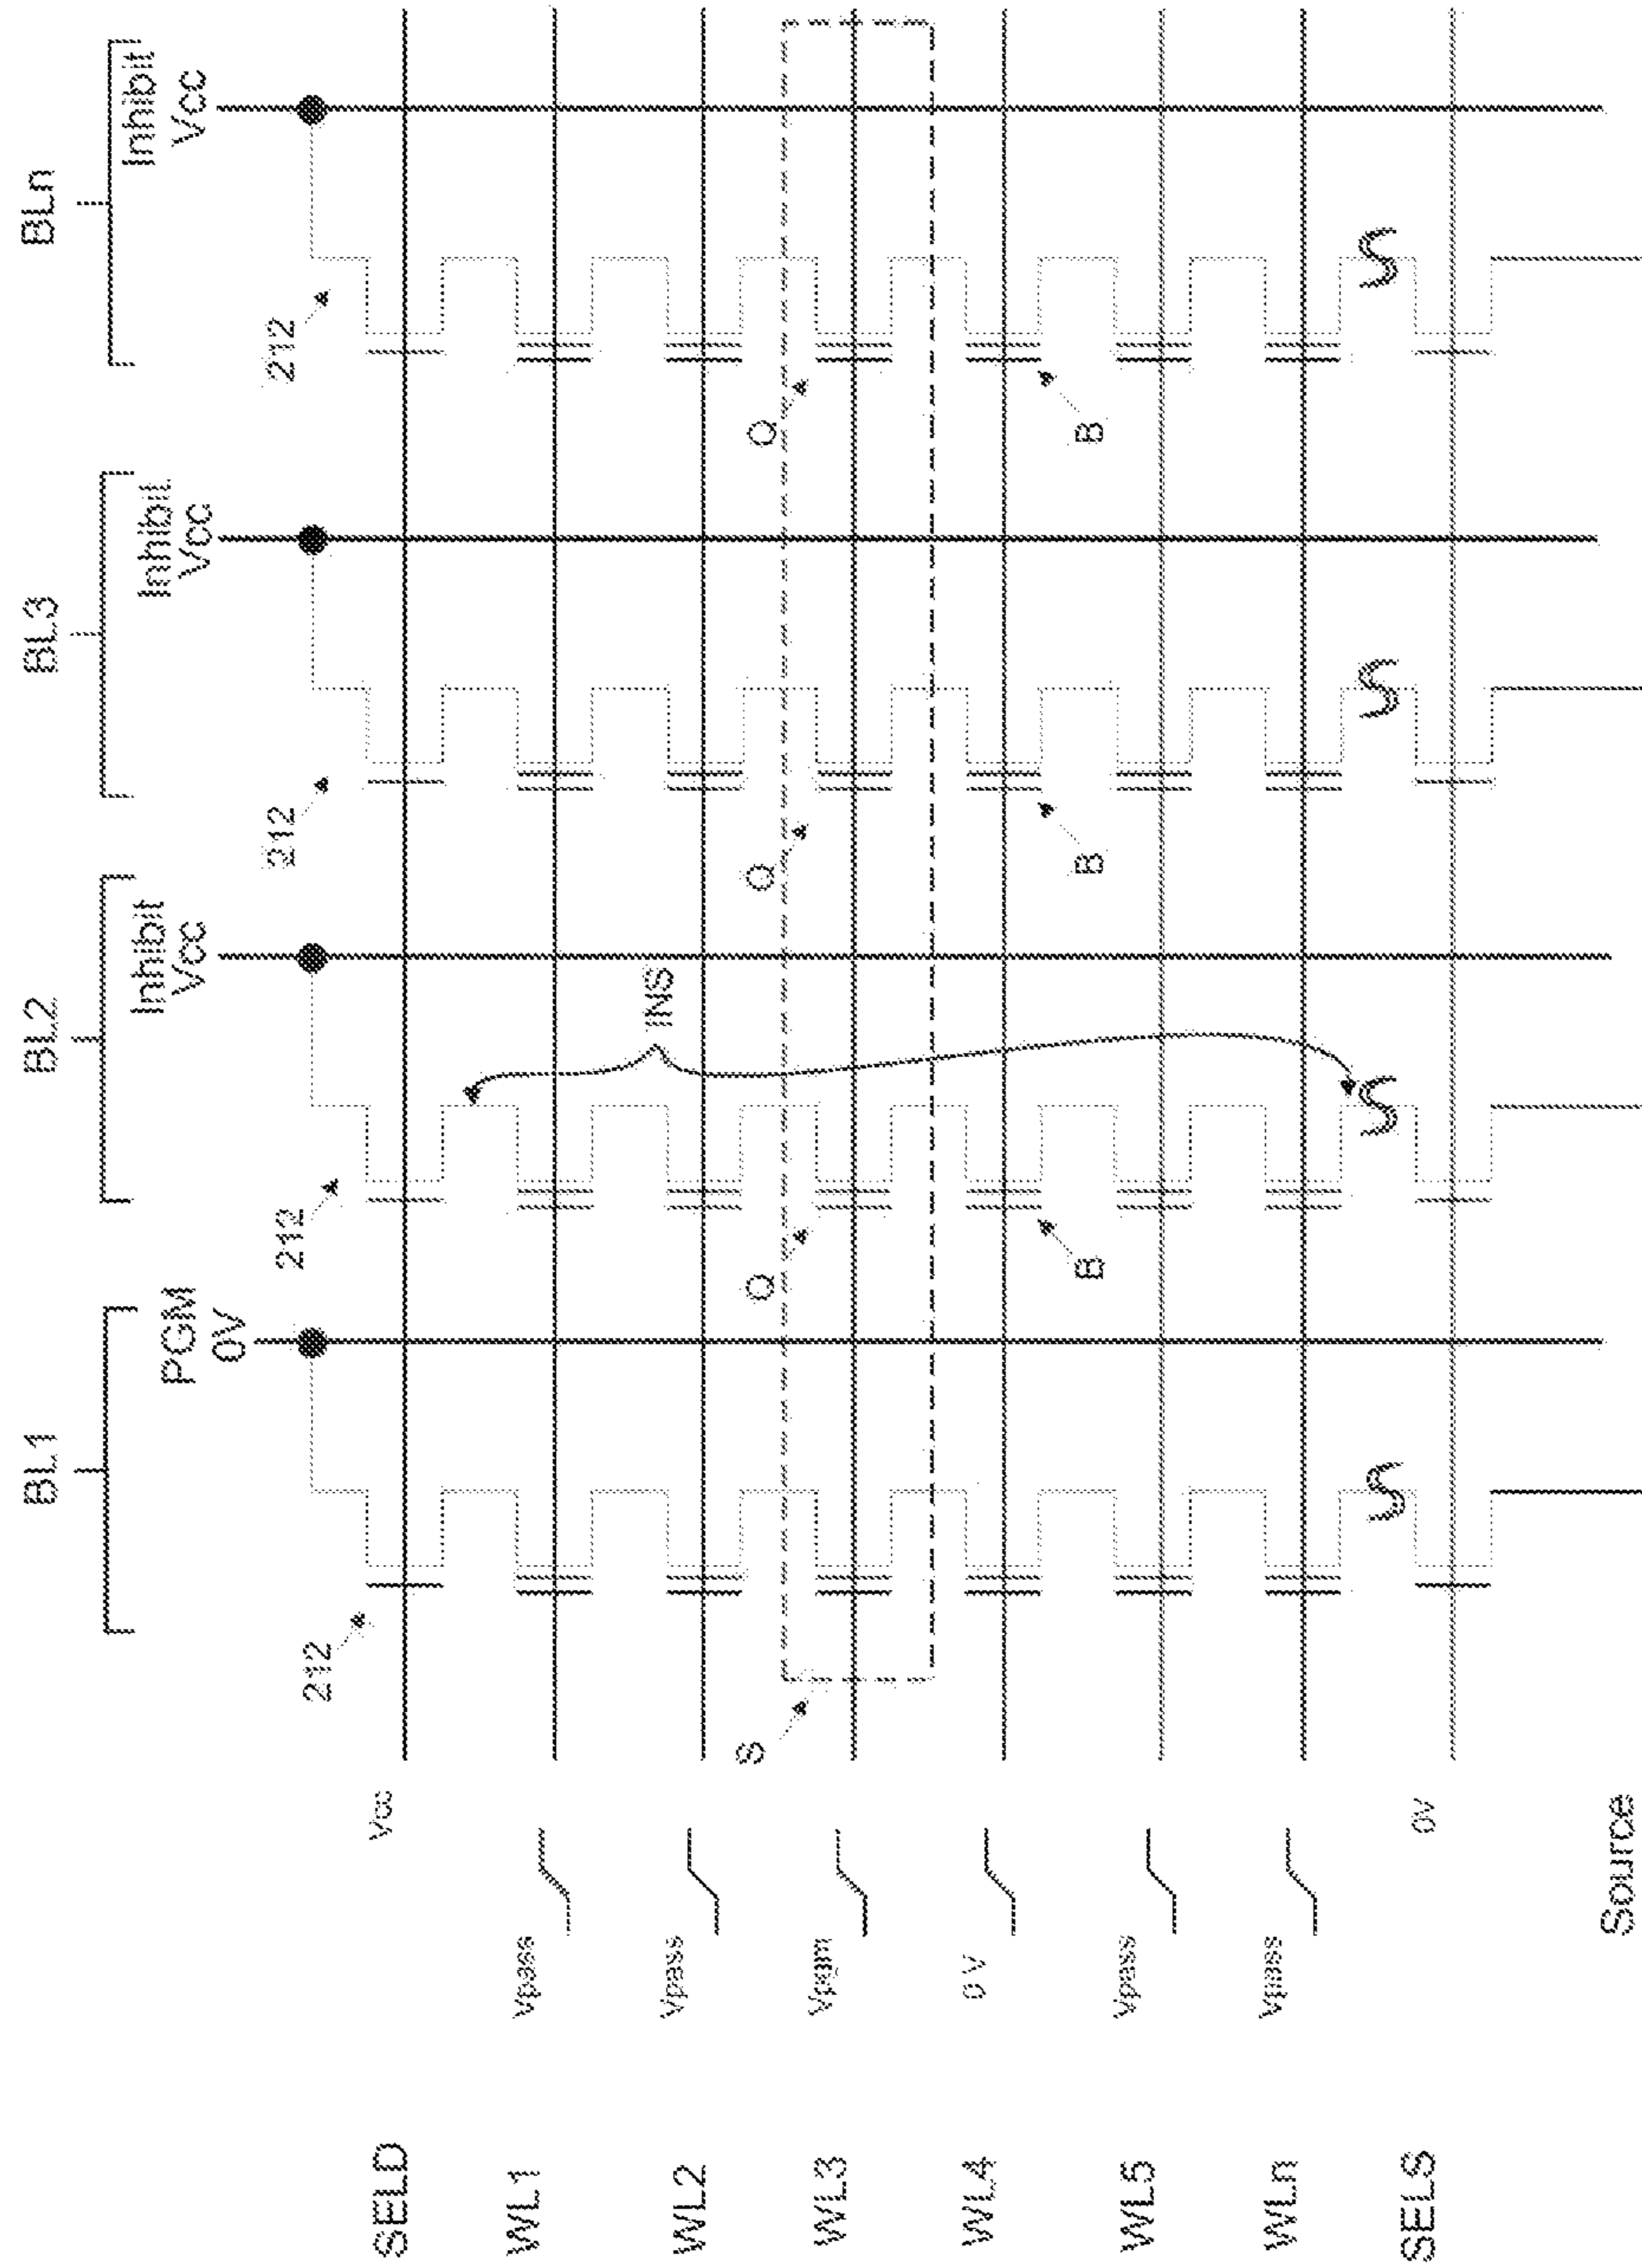 BL1
BL2
BL3
BLn
PGM
0V
Inhibit
Vcc
Inhibit
Vcc
Inhibit
Vcc
212
212
212
212
SELD
Vcc
WL1
Vpass
WL2
Vpass
INS
S
Q
Q
Q
WL3
Vpgm
WL4
0 V
B
B
B
WL5
Vpass
WLn
Vpass
SELS
0V
Source